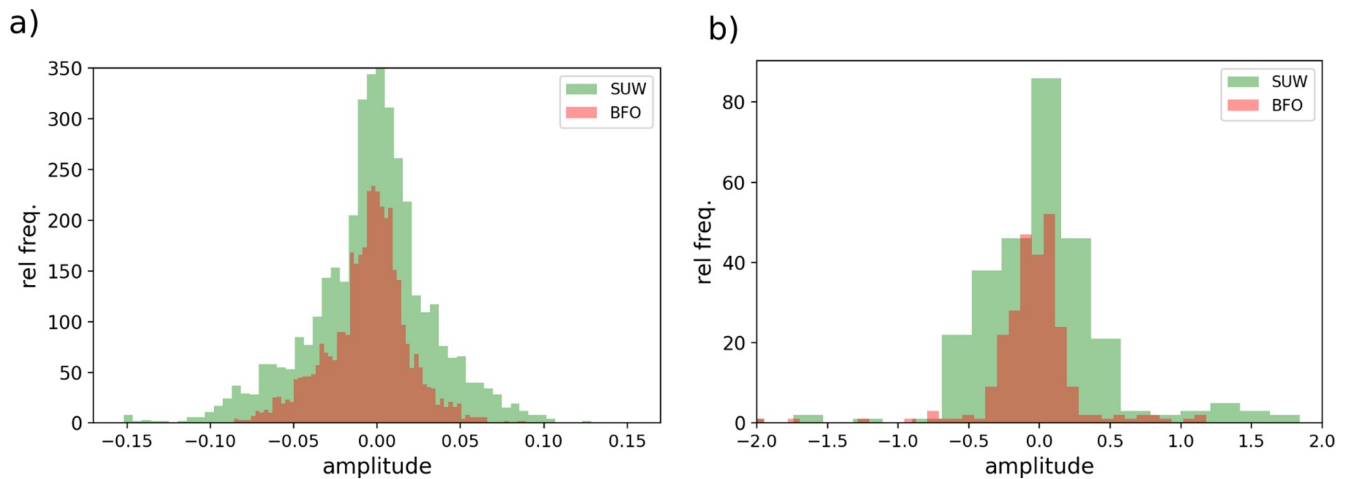 a)
350
300
250
200
150
100
50
0
rel freq.
SUW
BFO
−0.15 −0.10 −0.05 0.00 0.05 0.10 0.15
amplitude
b)
80
60
40
20
0
rel freq.
SUW
BFO
−2.0 −1.5 −1.0 −0.5 0.0 0.5 1.0 1.5 2.0
amplitude